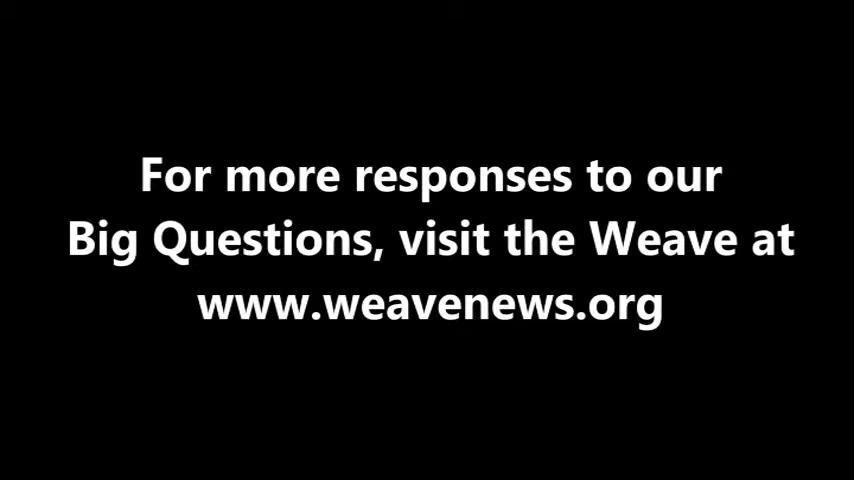 For more responses to our
Big Questions, visit the Weave at
www.weavenews.org